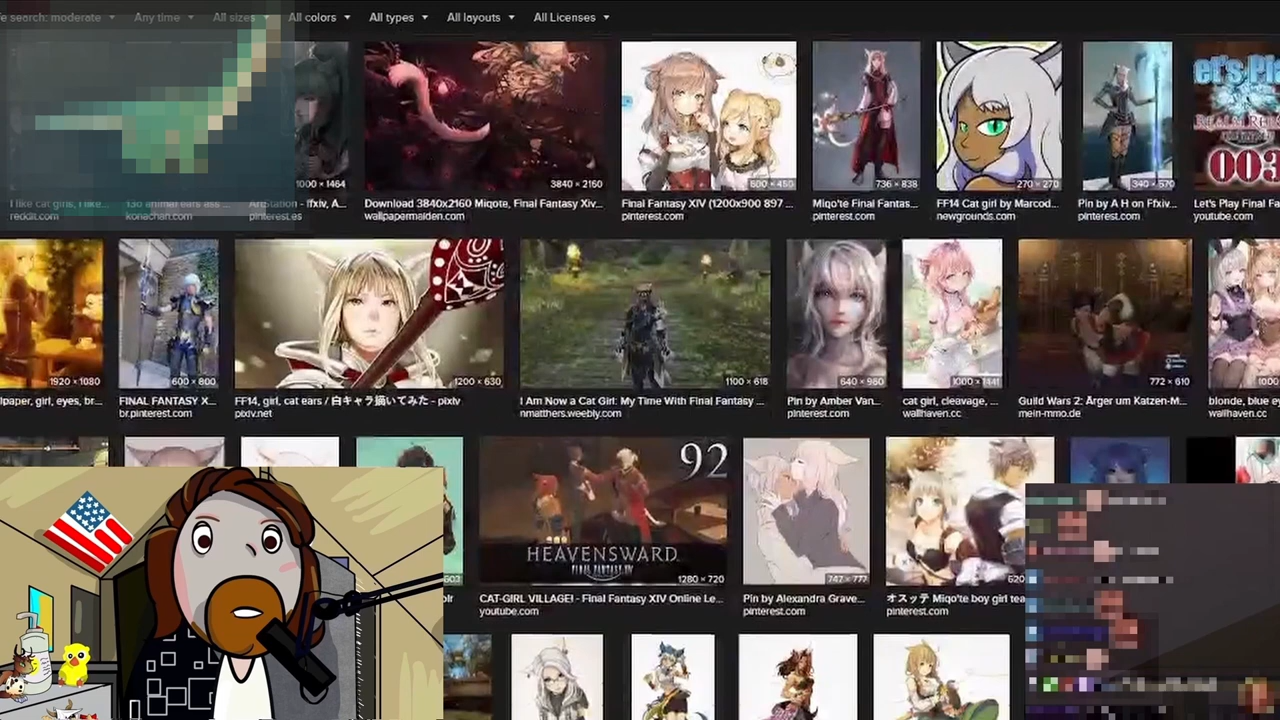 e search: moderate Any time All sizes All colors All types All layouts All Licenses
1000 × 1464
3840 × 2160
600 × 450
736 × 838
270 × 270
340 × 570
el's Pla
REALM RE
003
I like cat girls, I like...
reddit.com
130 animal ears ass ...
konachan.com
ArtStation - ffxiv, A...
pinterest.es
Download 3840x2160 Miqote, Final Fantasy Xiv...
wallpapermaiden.com
Final Fantasy XIV (1200x900 897 ...
pinterest.com
Miqo'te Final Fantas...
pinterest.com
FF14 Cat girl by Marcod...
newgrounds.com
Pin by A H on Ffxiv...
pinterest.com
Let's Play Final Fa
youtube.com
1920 × 1080
600 × 800
1200 × 630
1100 × 618
640 × 960
1000 × 1441
772 × 610
1000
lpaper, girl, eyes, br...
FINAL FANTASY X...
br.pinterest.com
FF14, girl, cat ears / 白キャラ描いてみた - pixiv
pixiv.net
I Am Now a Cat Girl: My Time With Final Fantasy ...
nmatthers.weebly.com
Pin by Amber Van...
pinterest.com
cat girl, cleavage, ...
wallhaven.cc
Guild Wars 2: Ärger um Katzen-M...
mein-mmo.de
blonde, blue ey
wallhaven.cc
92
HEAVENSWARD
FINAL FANTASY XIV
603
1280 × 720
747 × 777
620
blr
CAT-GIRL VILLAGE! - Final Fantasy XIV Online Le...
youtube.com
Pin by Alexandra Grave...
pinterest.com
オスッテ Miqo'te boy girl tea
pinterest.com